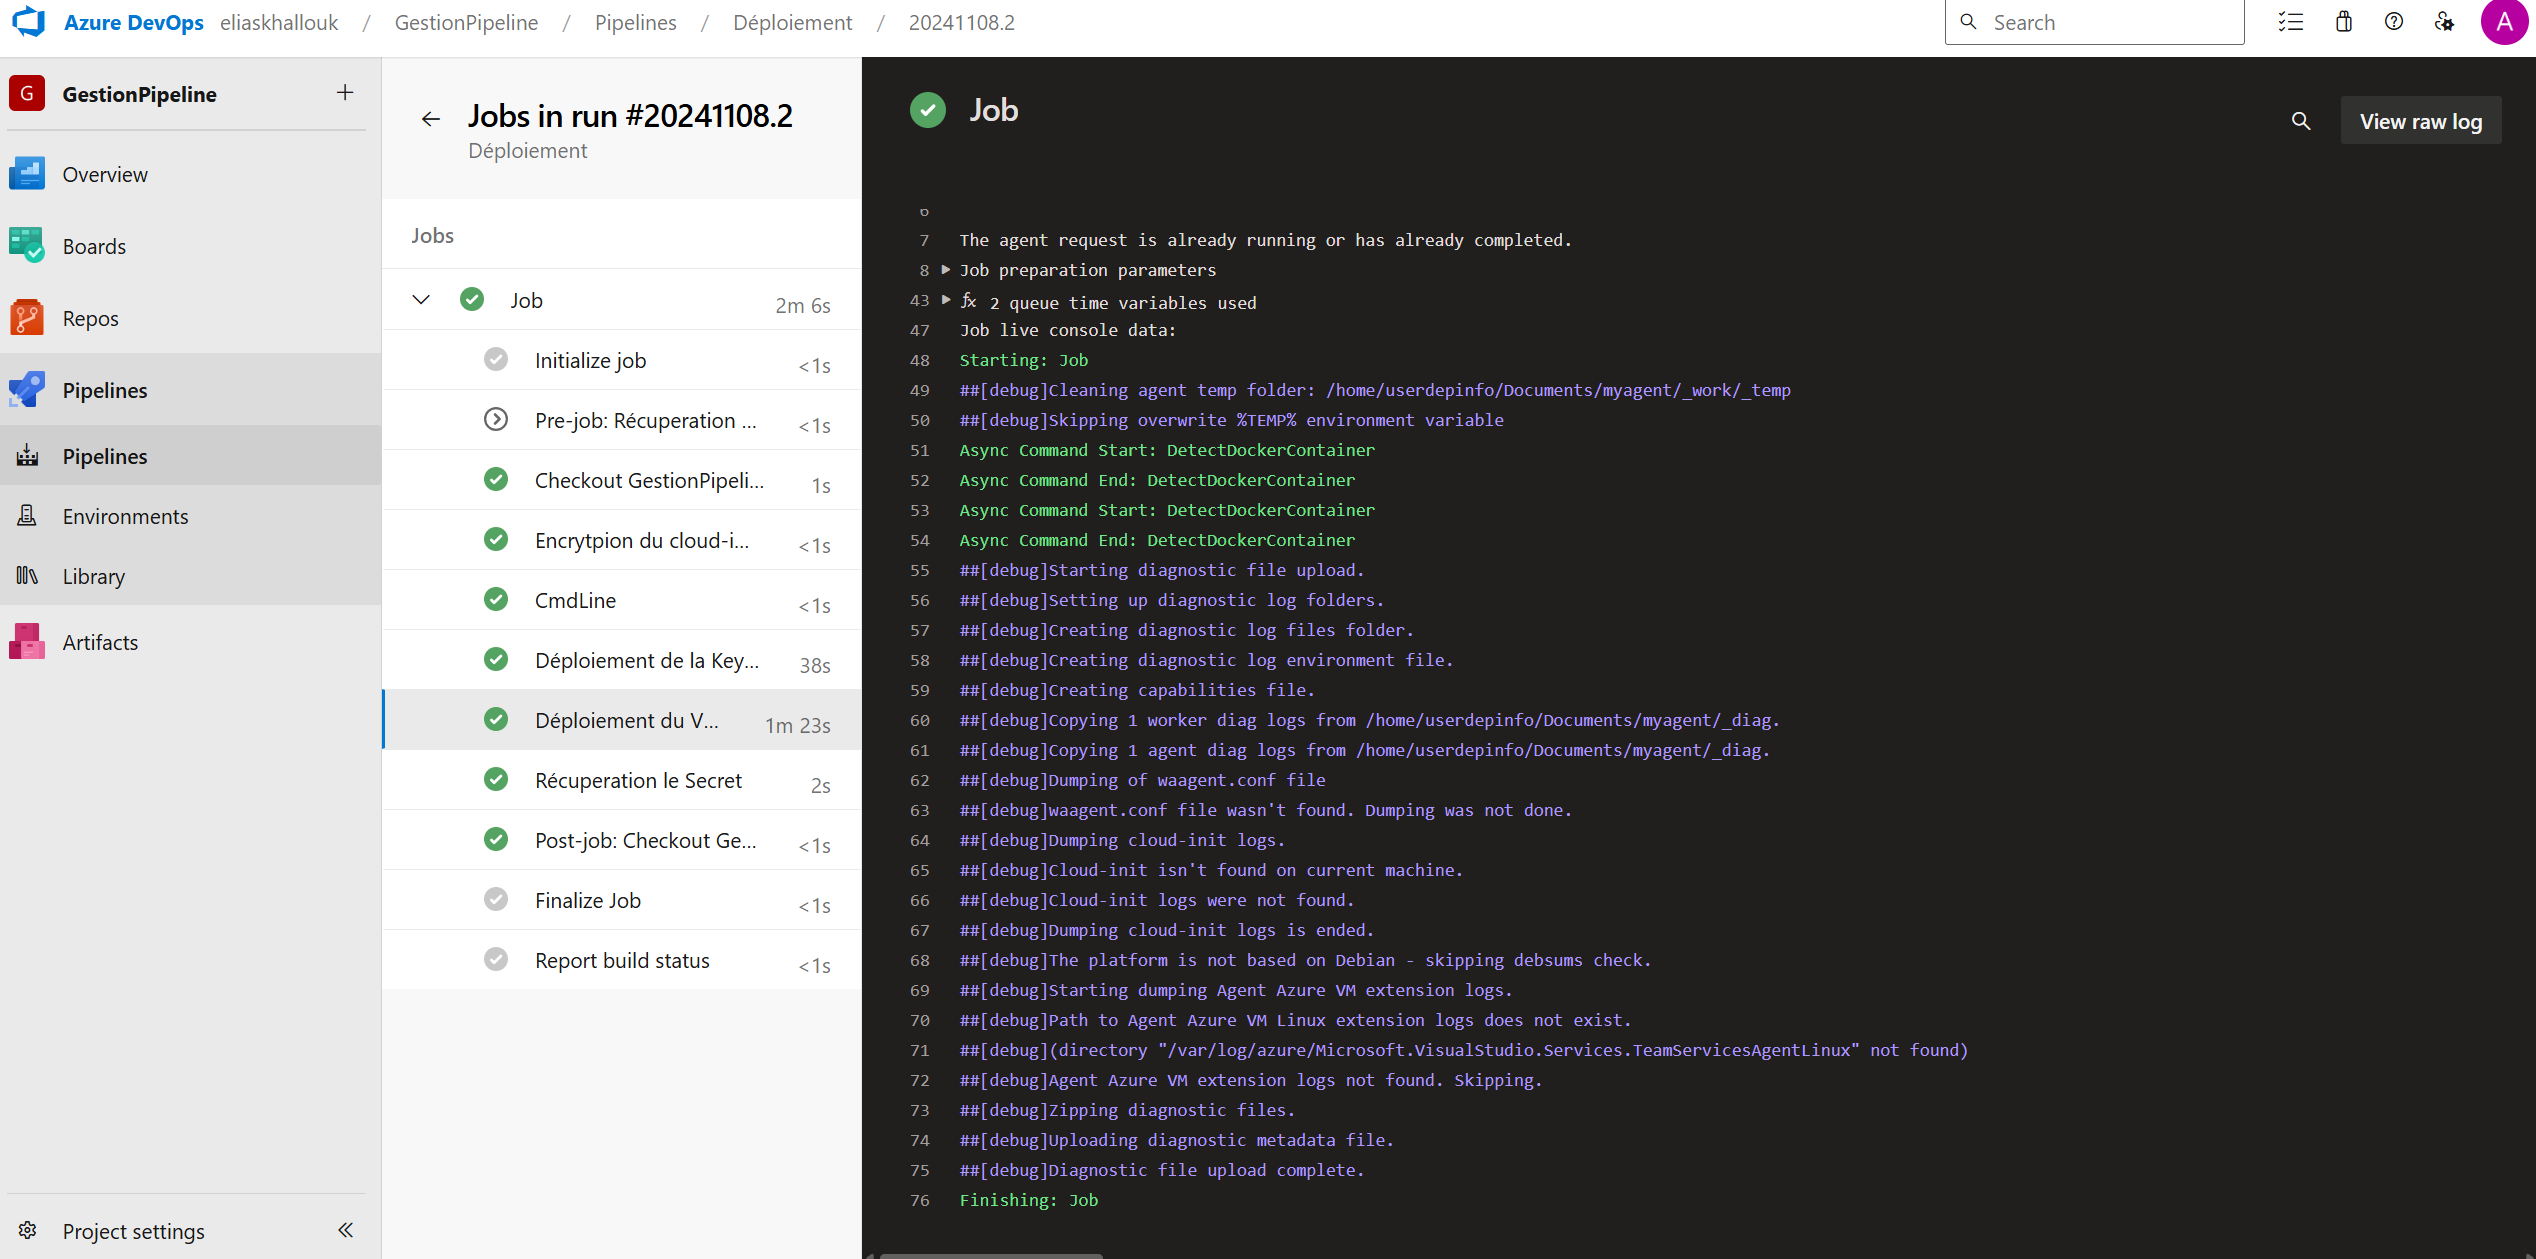 Azure DevOps eliaskhallouk / GestionPipeline / Pipelines / Déploiement / 20241108.2
Search
A
G GestionPipeline
Overview
Boards
Repos
Pipelines
Pipelines
Environments
Library
Artifacts
Project settings
Jobs in run #20241108.2
Déploiement
Jobs
Job 2m 6s
Initialize job <1s
Pre-job: Récuperation ... <1s
Checkout GestionPipeli... 1s
Encrytpion du cloud-i... <1s
CmdLine <1s
Déploiement de la Key... 38s
Déploiement du V... 1m 23s
Récuperation le Secret 2s
Post-job: Checkout Ge... <1s
Finalize Job <1s
Report build status <1s
Job
View raw log
6
7 The agent request is already running or has already completed.
8 Job preparation parameters
43 fx 2 queue time variables used
47 Job live console data:
48 Starting: Job
49 ##[debug]Cleaning agent temp folder: /home/userdepinfo/Documents/myagent/_work/_temp
50 ##[debug]Skipping overwrite %TEMP% environment variable
51 Async Command Start: DetectDockerContainer
52 Async Command End: DetectDockerContainer
53 Async Command Start: DetectDockerContainer
54 Async Command End: DetectDockerContainer
55 ##[debug]Starting diagnostic file upload.
56 ##[debug]Setting up diagnostic log folders.
57 ##[debug]Creating diagnostic log files folder.
58 ##[debug]Creating diagnostic log environment file.
59 ##[debug]Creating capabilities file.
60 ##[debug]Copying 1 worker diag logs from /home/userdepinfo/Documents/myagent/_diag.
61 ##[debug]Copying 1 agent diag logs from /home/userdepinfo/Documents/myagent/_diag.
62 ##[debug]Dumping of waagent.conf file
63 ##[debug]waagent.conf file wasn't found. Dumping was not done.
64 ##[debug]Dumping cloud-init logs.
65 ##[debug]Cloud-init isn't found on current machine.
66 ##[debug]Cloud-init logs were not found.
67 ##[debug]Dumping cloud-init logs is ended.
68 ##[debug]The platform is not based on Debian - skipping debsums check.
69 ##[debug]Starting dumping Agent Azure VM extension logs.
70 ##[debug]Path to Agent Azure VM Linux extension logs does not exist.
71 ##[debug](directory "/var/log/azure/Microsoft.VisualStudio.Services.TeamServicesAgentLinux" not found)
72 ##[debug]Agent Azure VM extension logs not found. Skipping.
73 ##[debug]Zipping diagnostic files.
74 ##[debug]Uploading diagnostic metadata file.
75 ##[debug]Diagnostic file upload complete.
76 Finishing: Job